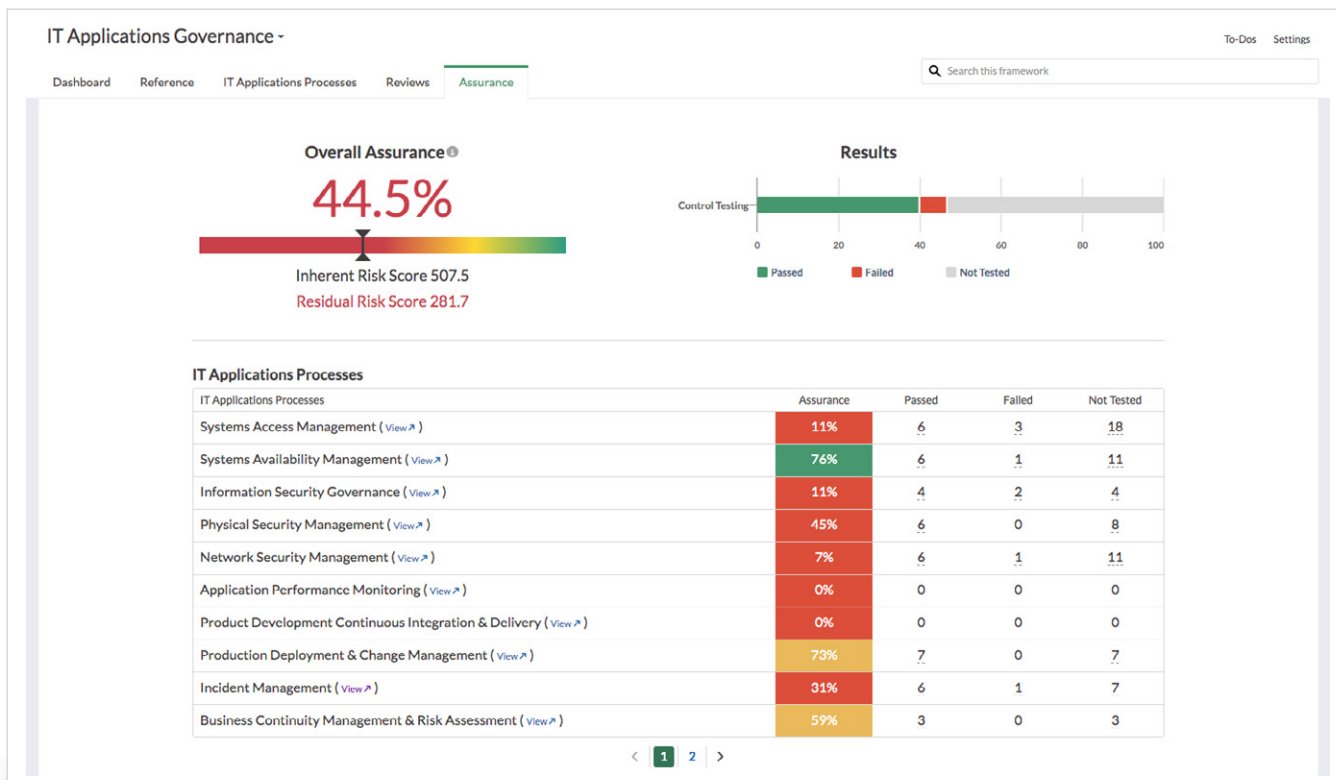 IT Applications Governance
To-Dos Settings
Dashboard Reference IT Applications Processes Reviews Assurance
Search this framework
Overall Assurance
44.5%
Inherent Risk Score 507.5
Residual Risk Score 281.7
Results
Control Testing
0 20 40 60 80 100
Passed Failed Not Tested
IT Applications Processes
IT Applications Processes Assurance Passed Failed Not Tested
Systems Access Management ( View↗ ) 11% 6 3 18
Systems Availability Management ( View↗ ) 76% 6 1 11
Information Security Governance ( View↗ ) 11% 4 2 4
Physical Security Management ( View↗ ) 45% 6 0 8
Network Security Management ( View↗ ) 7% 6 1 11
Application Performance Monitoring ( View↗ ) 0% 0 0 0
Product Development Continuous Integration & Delivery ( View↗ ) 0% 0 0 0
Production Deployment & Change Management ( View↗ ) 73% 7 0 7
Incident Management ( View↗ ) 31% 6 1 7
Business Continuity Management & Risk Assessment ( View↗ ) 59% 3 0 3
< 1 2 >